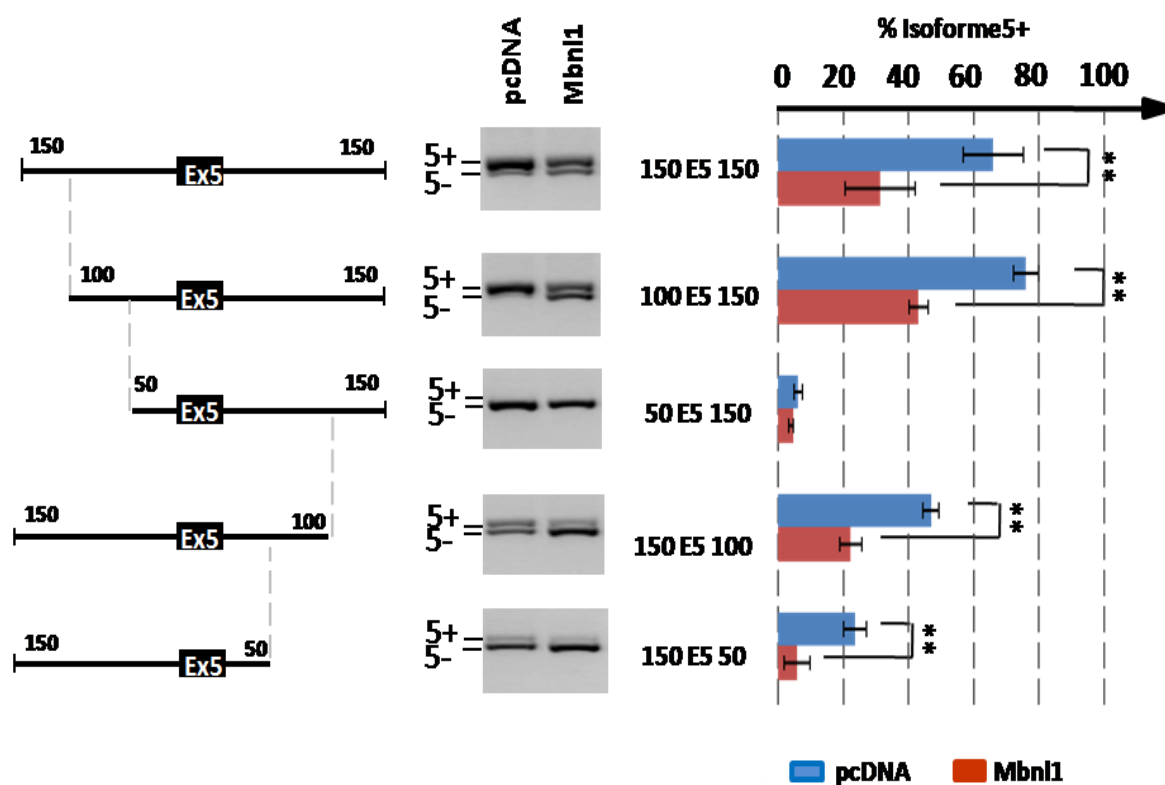 pcDNA
Mbnl1
% Isoforme5+
0 20 40 60 80 100
150 150
Ex5
5+
5-
150 E5 150
**
100 150
Ex5
5+
5-
100 E5 150
**
50 150
Ex5
5+
5-
50 E5 150
150 100
Ex5
5+
5-
150 E5 100
**
150 50
Ex5
5+
5-
150 E5 50
**
pcDNA Mbnl1